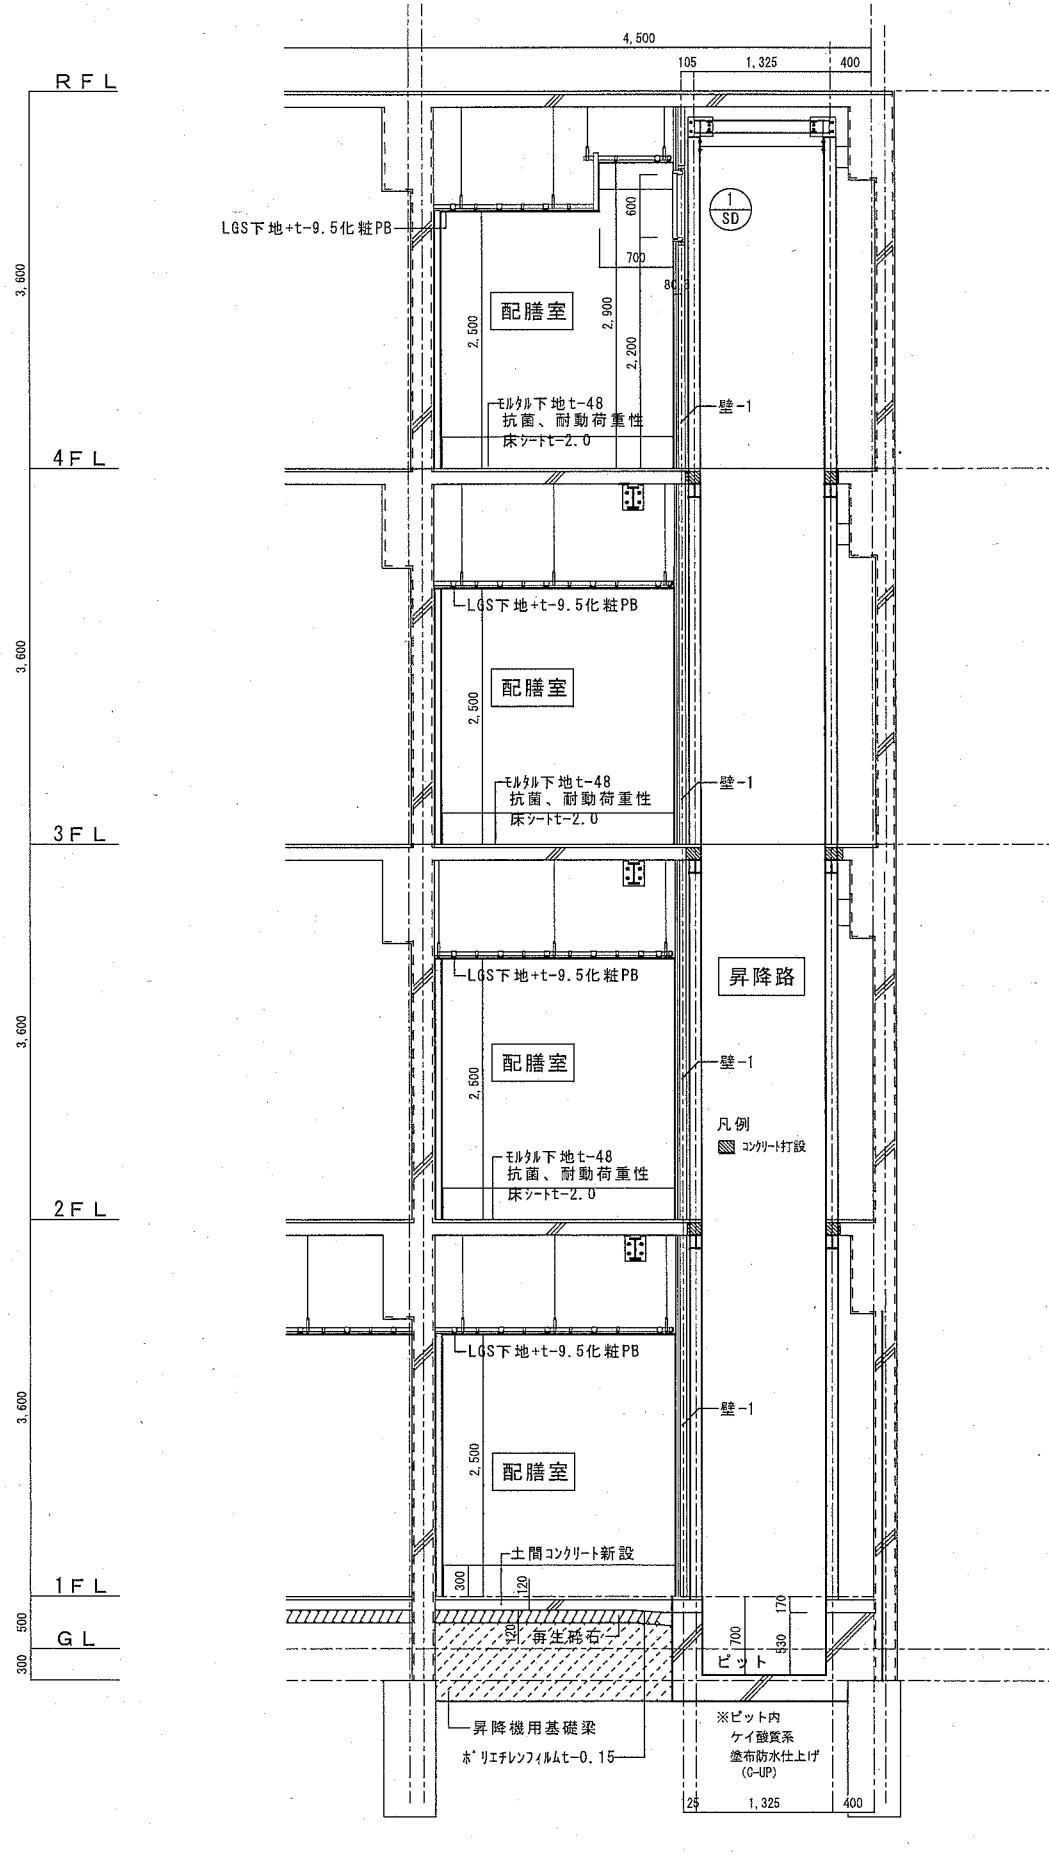 4,500
105 1,325 400
RFL
1
SD
600
LGS下地+t-9.5化粧PB
700
80
3,600
配膳室
2,500
2,900
2,200
モルタル下地t-48
抗菌、耐動荷重性
床シートt-2.0
壁-1
4FL
LGS下地+t-9.5化粧PB
3,600
配膳室
2,500
モルタル下地t-48
抗菌、耐動荷重性
床シートt-2.0
壁-1
3FL
LGS下地+t-9.5化粧PB
昇降路
3,600
配膳室
2,500
壁-1
凡例
コンクリート打設
モルタル下地t-48
抗菌、耐動荷重性
床シートt-2.0
2FL
LGS下地+t-9.5化粧PB
3,600
壁-1
2,500
配膳室
土間コンクリート新設
300
120
1FL
500
170
120
再生砕石
700
530
GL
300
ピット
昇降機用基礎梁
ポリエチレンフィルムt-0.15
※ピット内
ケイ酸質系
塗布防水仕上げ
(C-UP)
25 1,325 400